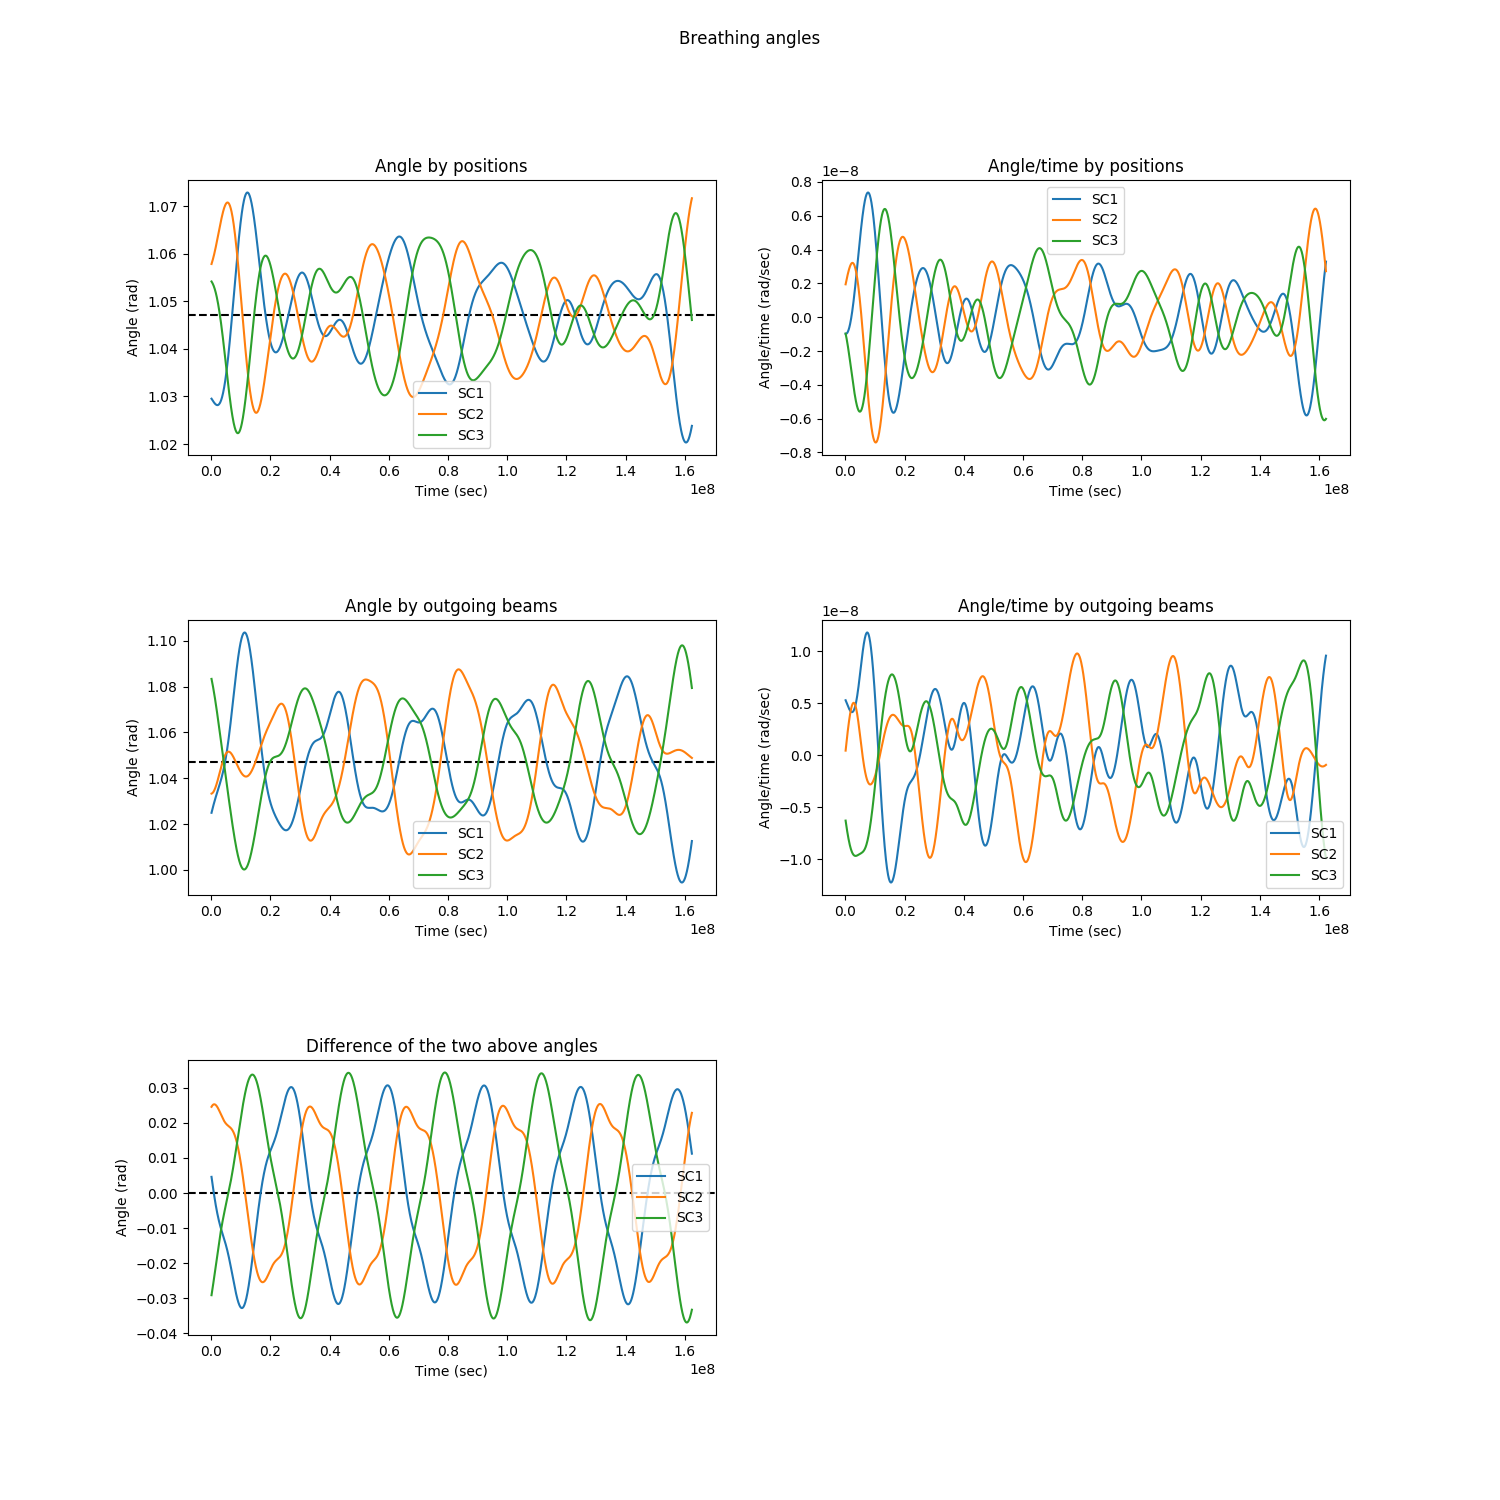 Breathing angles
Angle by positions
Angle (rad)
1.07
1.06
1.05
1.04
1.03
1.02
SC1
SC2
SC3
0.0 0.2 0.4 0.6 0.8 1.0 1.2 1.4 1.6
1e8
Time (sec)
Angle/time by positions
1e−8
Angle/time (rad/sec)
0.8
0.6
0.4
0.2
0.0
−0.2
−0.4
−0.6
−0.8
SC1
SC2
SC3
0.0 0.2 0.4 0.6 0.8 1.0 1.2 1.4 1.6
1e8
Time (sec)
Angle by outgoing beams
Angle (rad)
1.10
1.08
1.06
1.04
1.02
1.00
SC1
SC2
SC3
0.0 0.2 0.4 0.6 0.8 1.0 1.2 1.4 1.6
1e8
Time (sec)
Angle/time by outgoing beams
1e−8
Angle/time (rad/sec)
1.0
0.5
0.0
−0.5
−1.0
SC1
SC2
SC3
0.0 0.2 0.4 0.6 0.8 1.0 1.2 1.4 1.6
1e8
Time (sec)
Difference of the two above angles
Angle (rad)
0.03
0.02
0.01
0.00
−0.01
−0.02
−0.03
−0.04
SC1
SC2
SC3
0.0 0.2 0.4 0.6 0.8 1.0 1.2 1.4 1.6
1e8
Time (sec)